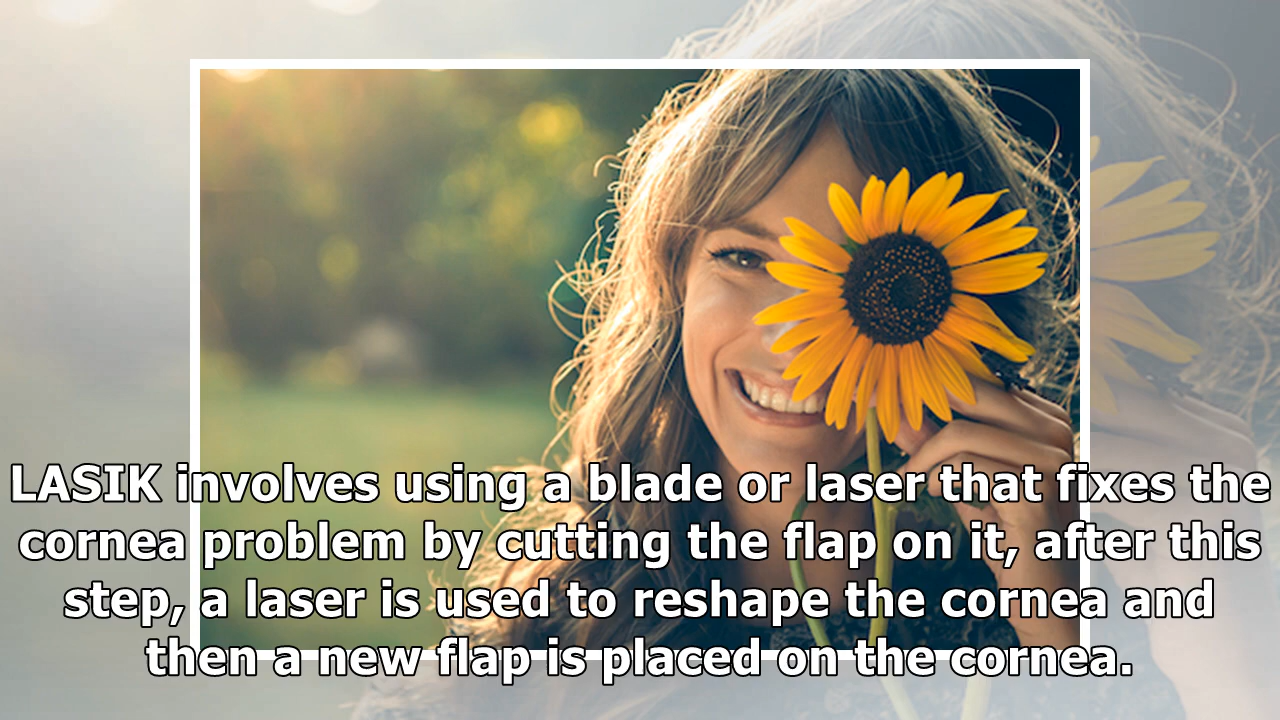 LASIK involves using a blade or laser that fixes the
cornea problem by cutting the flap on it, after this
step, a laser is used to reshape the cornea and
then a new flap is placed on the cornea.